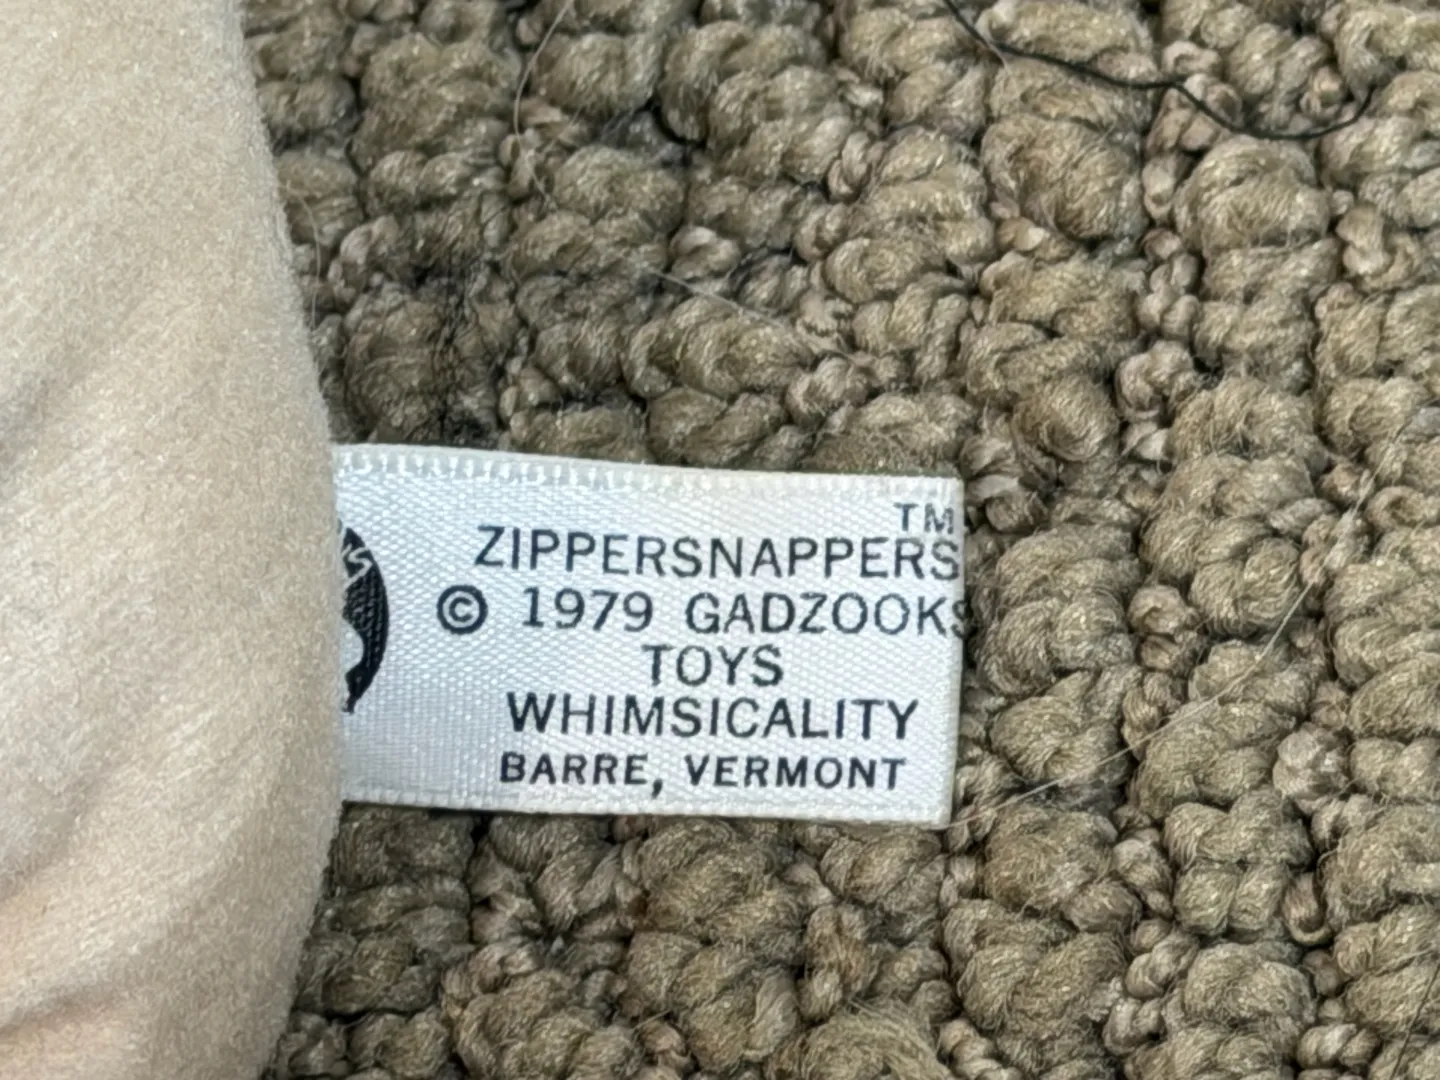 TM
ZIPPERSNAPPERS
© 1979 GADZOOKS
TOYS
WHIMSICALITY
BARRE, VERMONT